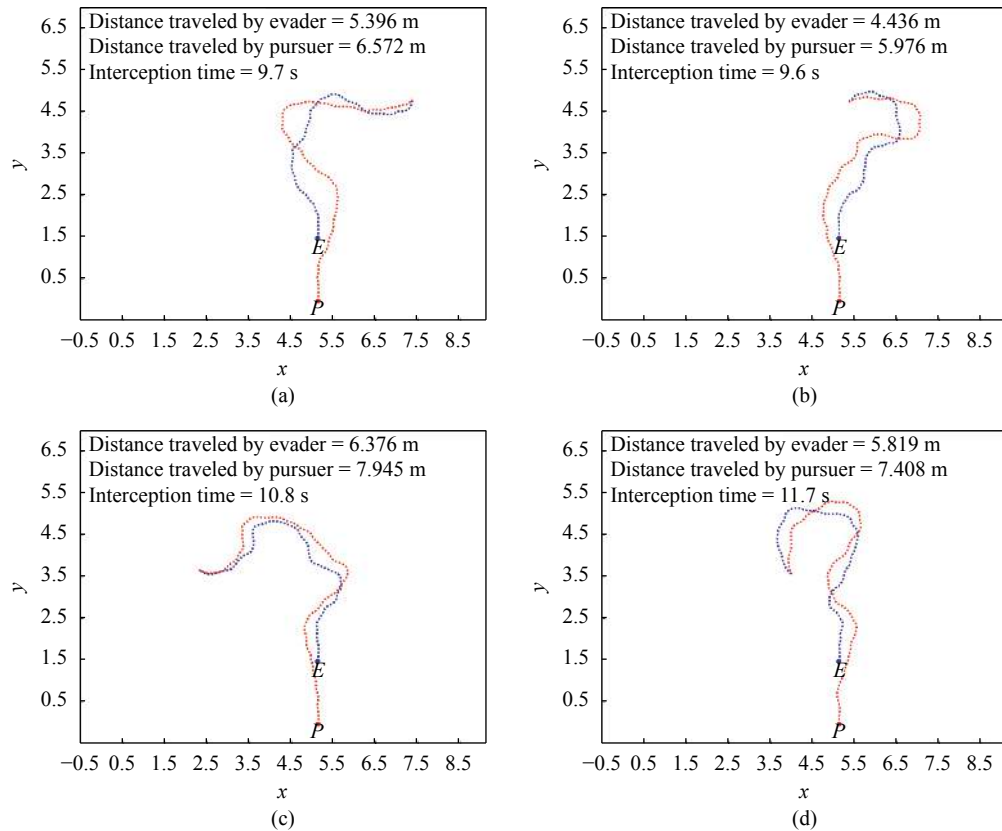 Distance traveled by evader = 5.396 m
Distance traveled by pursuer = 6.572 m
Interception time = 9.7 s
6.5
5.5
4.5
3.5
2.5
1.5
0.5
y
E
P
−0.5 0.5 1.5 2.5 3.5 4.5 5.5 6.5 7.5 8.5
x
(a)
Distance traveled by evader = 4.436 m
Distance traveled by pursuer = 5.976 m
Interception time = 9.6 s
6.5
5.5
4.5
3.5
2.5
1.5
0.5
y
E
P
−0.5 0.5 1.5 2.5 3.5 4.5 5.5 6.5 7.5 8.5
x
(b)
Distance traveled by evader = 6.376 m
Distance traveled by pursuer = 7.945 m
Interception time = 10.8 s
6.5
5.5
4.5
3.5
2.5
1.5
0.5
y
E
P
−0.5 0.5 1.5 2.5 3.5 4.5 5.5 6.5 7.5 8.5
x
(c)
Distance traveled by evader = 5.819 m
Distance traveled by pursuer = 7.408 m
Interception time = 11.7 s
6.5
5.5
4.5
3.5
2.5
1.5
0.5
y
E
P
−0.5 0.5 1.5 2.5 3.5 4.5 5.5 6.5 7.5 8.5
x
(d)